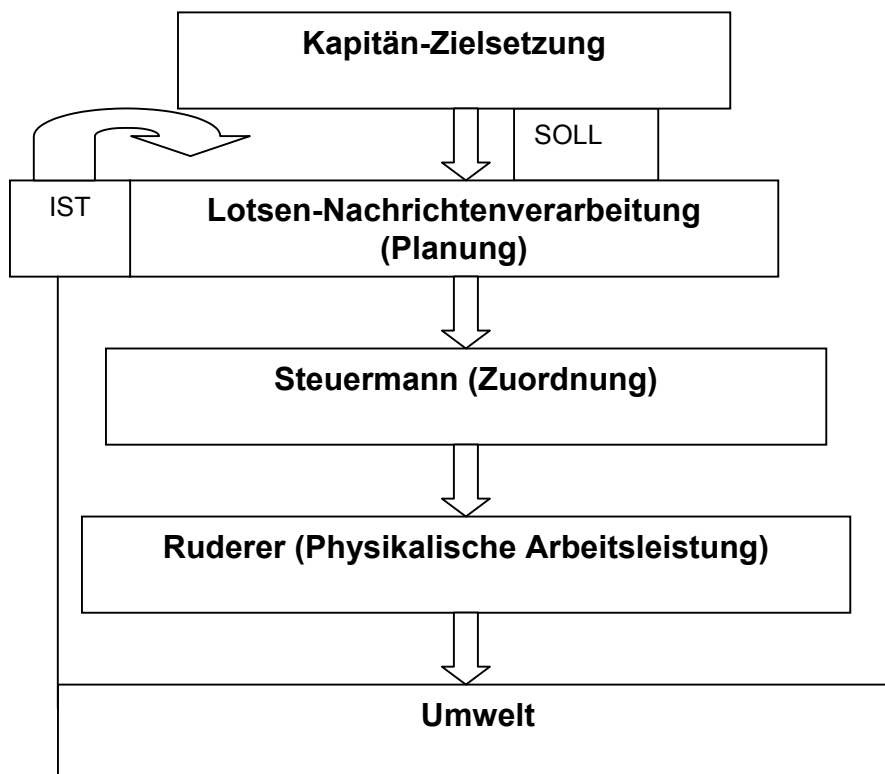 Kapitän-Zielsetzung
SOLL
IST
Lotsen-Nachrichtenverarbeitung
(Planung)
Steuermann (Zuordnung)
Ruderer (Physikalische Arbeitsleistung)
Umwelt